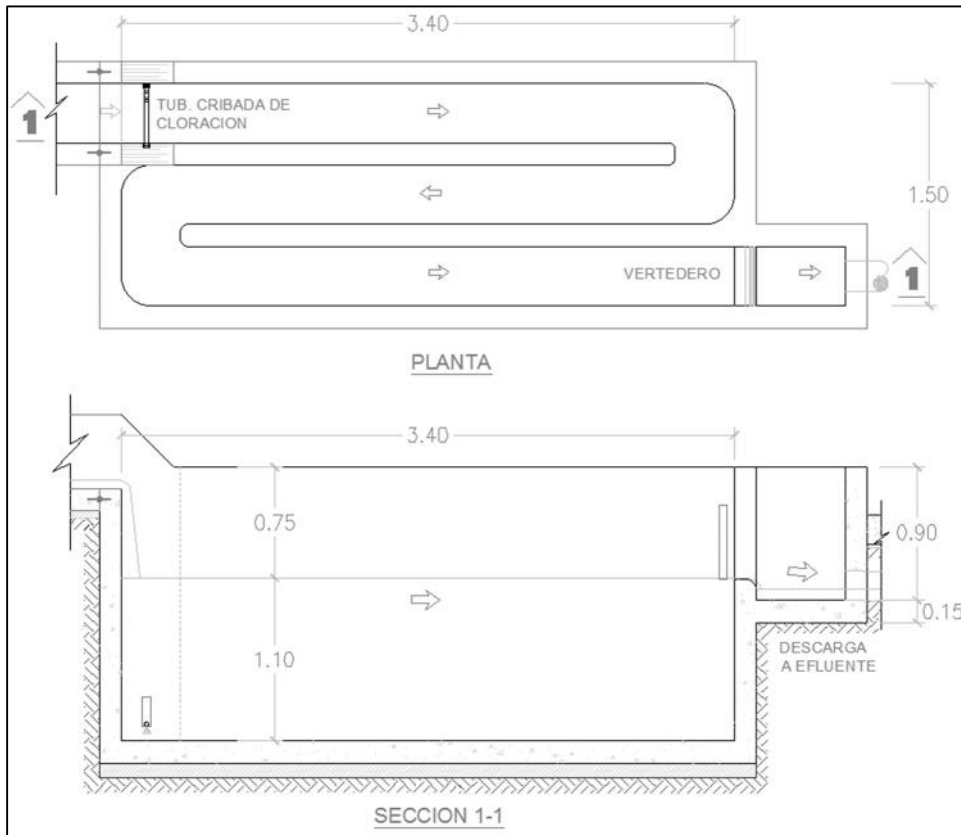 3.40
1
TUB. CRIBADA DE
CLORACION
1.50
VERTEDERO
1
PLANTA
3.40
0.75
0.90
1.10
0.15
DESCARGA
A EFLUENTE
SECCION 1-1